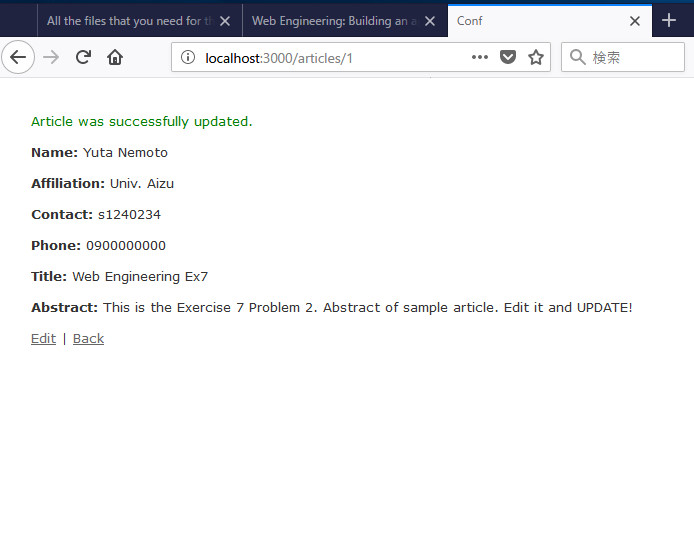 All the files that you need for th
Web Engineering: Building an a
Conf
localhost:3000/articles/1
検索
Article was successfully updated.
Name: Yuta Nemoto
Affiliation: Univ. Aizu
Contact: s1240234
Phone: 0900000000
Title: Web Engineering Ex7
Abstract: This is the Exercise 7 Problem 2. Abstract of sample article. Edit it and UPDATE!
Edit | Back